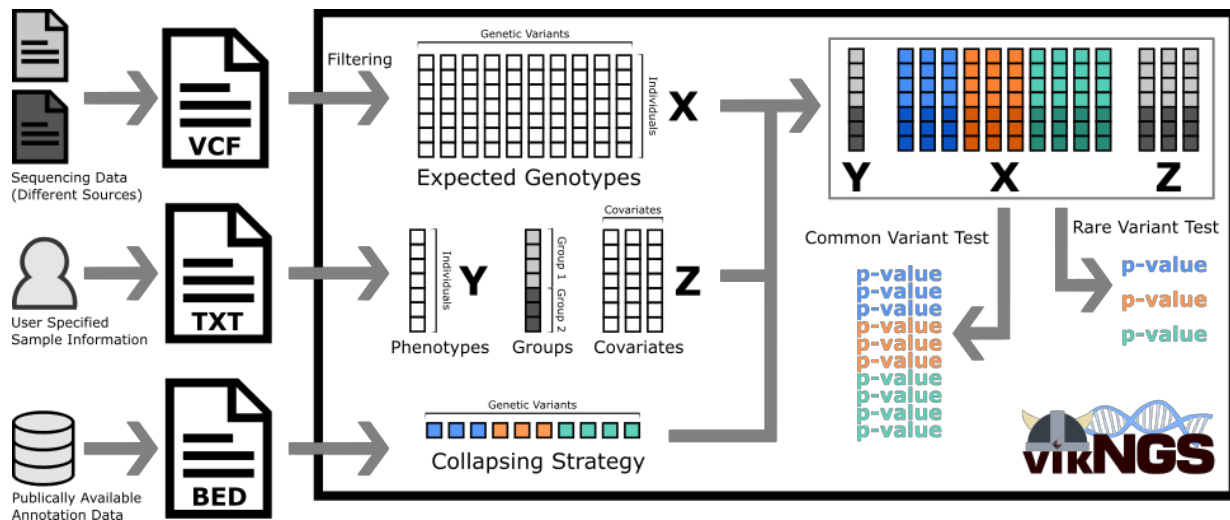 Sequencing Data
(Different Sources)
VCF
Filtering
Genetic Variants
Individuals
X
Expected Genotypes
User Specified
Sample Information
TXT
Individuals
Y
Phenotypes
Group 1
Group 2
Groups
Covariates
Z
Covariates
Publically Available
Annotation Data
BED
Genetic Variants
Collapsing Strategy
Y
X
Z
Common Variant Test
p-value
p-value
p-value
p-value
p-value
p-value
p-value
p-value
p-value
p-value
Rare Variant Test
p-value
p-value
p-value
vikNGS